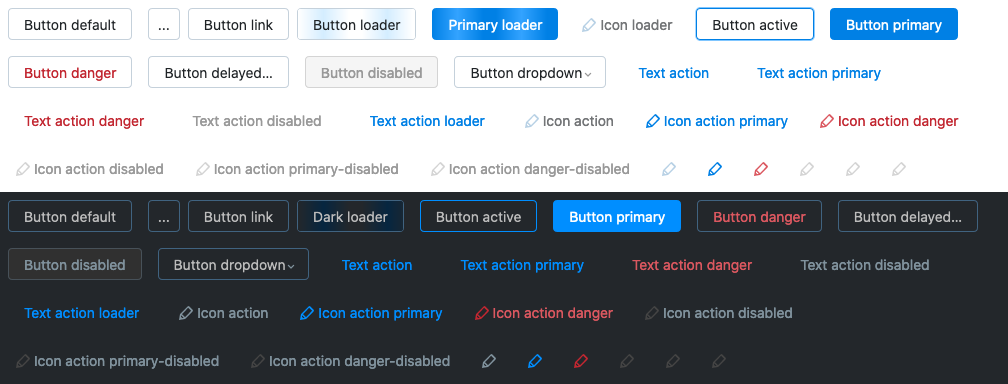 Button default ... Button link Button loader Primary loader Icon loader Button active Button primary
Button danger Button delayed... Button disabled Button dropdown Text action Text action primary
Text action danger Text action disabled Text action loader Icon action Icon action primary Icon action danger
Icon action disabled Icon action primary-disabled Icon action danger-disabled
Button default ... Button link Dark loader Button active Button primary Button danger Button delayed...
Button disabled Button dropdown Text action Text action primary Text action danger Text action disabled
Text action loader Icon action Icon action primary Icon action danger Icon action disabled
Icon action primary-disabled Icon action danger-disabled